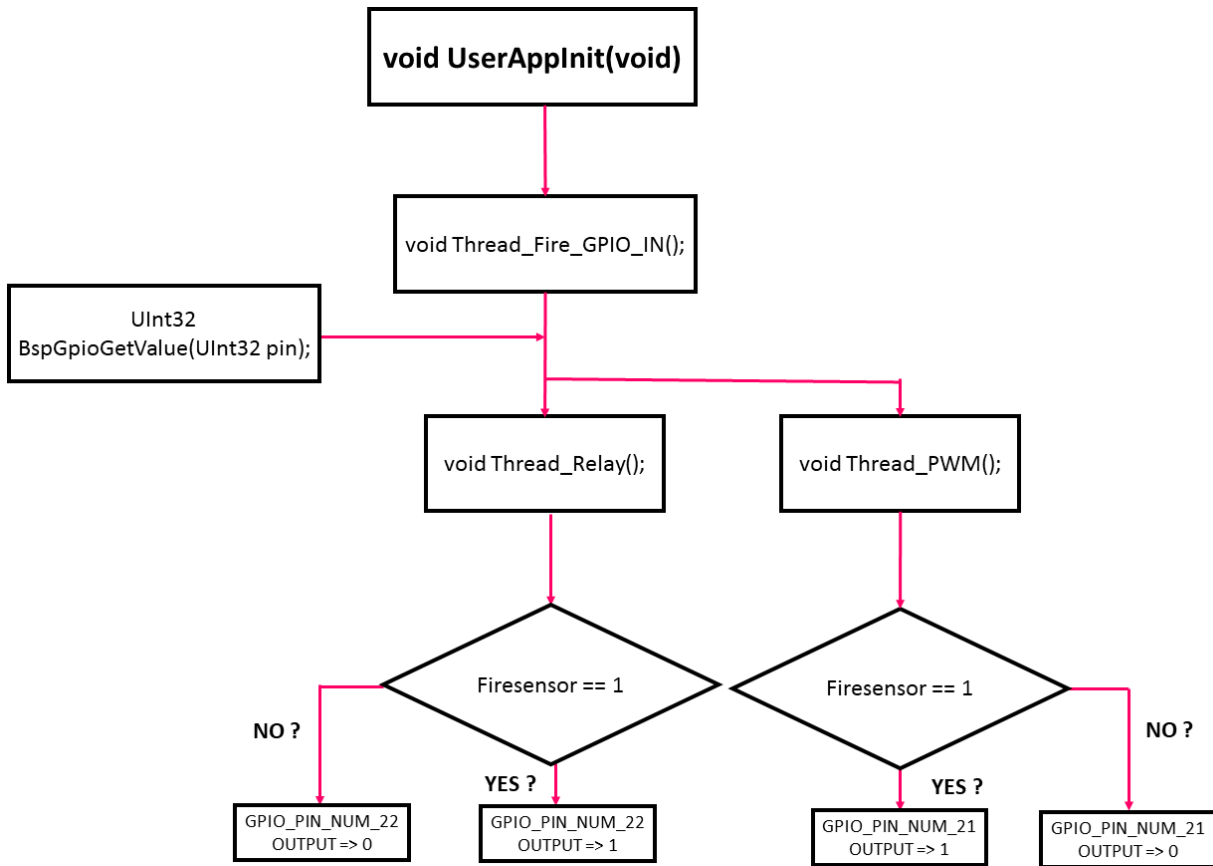 void UserAppInit(void)
void Thread_Fire_GPIO_IN();
UInt32
BspGpioGetValue(UInt32 pin);
void Thread_Relay();
void Thread_PWM();
Firesensor == 1
Firesensor == 1
NO ?
YES ?
YES ?
NO ?
GPIO_PIN_NUM_22
OUTPUT => 0
GPIO_PIN_NUM_22
OUTPUT => 1
GPIO_PIN_NUM_21
OUTPUT => 1
GPIO_PIN_NUM_21
OUTPUT => 0